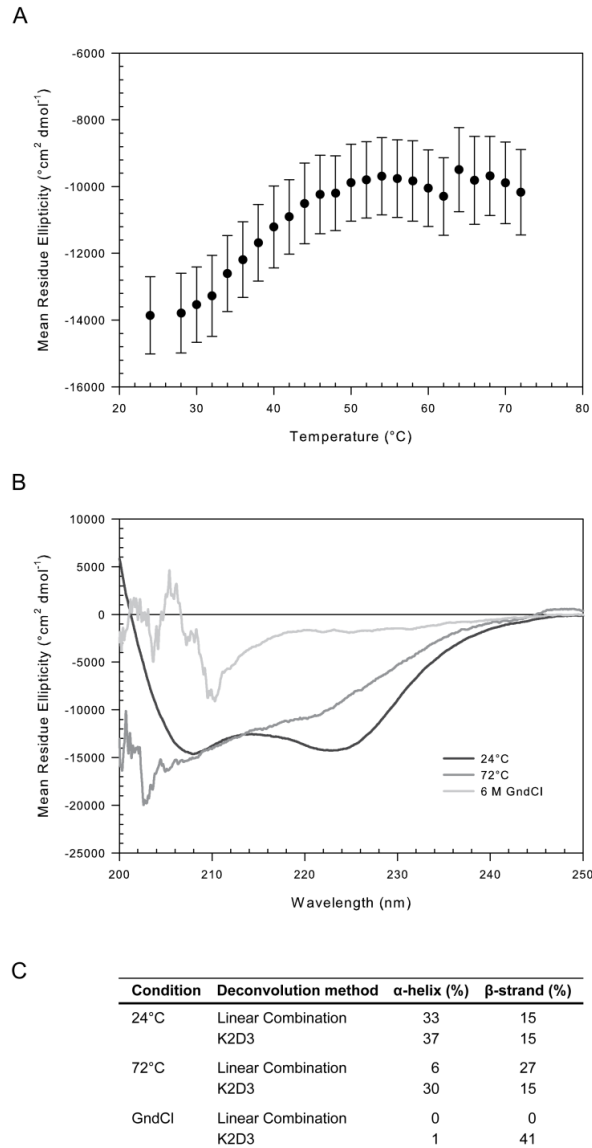 A
-6000
-8000
-10000
-12000
-14000
-16000
Mean Residue Ellipticity (°cm² dmol⁻¹)
20 30 40 50 60 70 80
Temperature (°C)
B
10000
5000
0
-5000
-10000
-15000
-20000
-25000
Mean Residue Ellipticity (°cm² dmol⁻¹)
24°C
72°C
6 M GndCl
200 210 220 230 240 250
Wavelength (nm)
C
Condition Deconvolution method α-helix (%) β-strand (%)
24°C Linear Combination 33 15
K2D3 37 15
72°C Linear Combination 6 27
K2D3 30 15
GndCl Linear Combination 0 0
K2D3 1 41